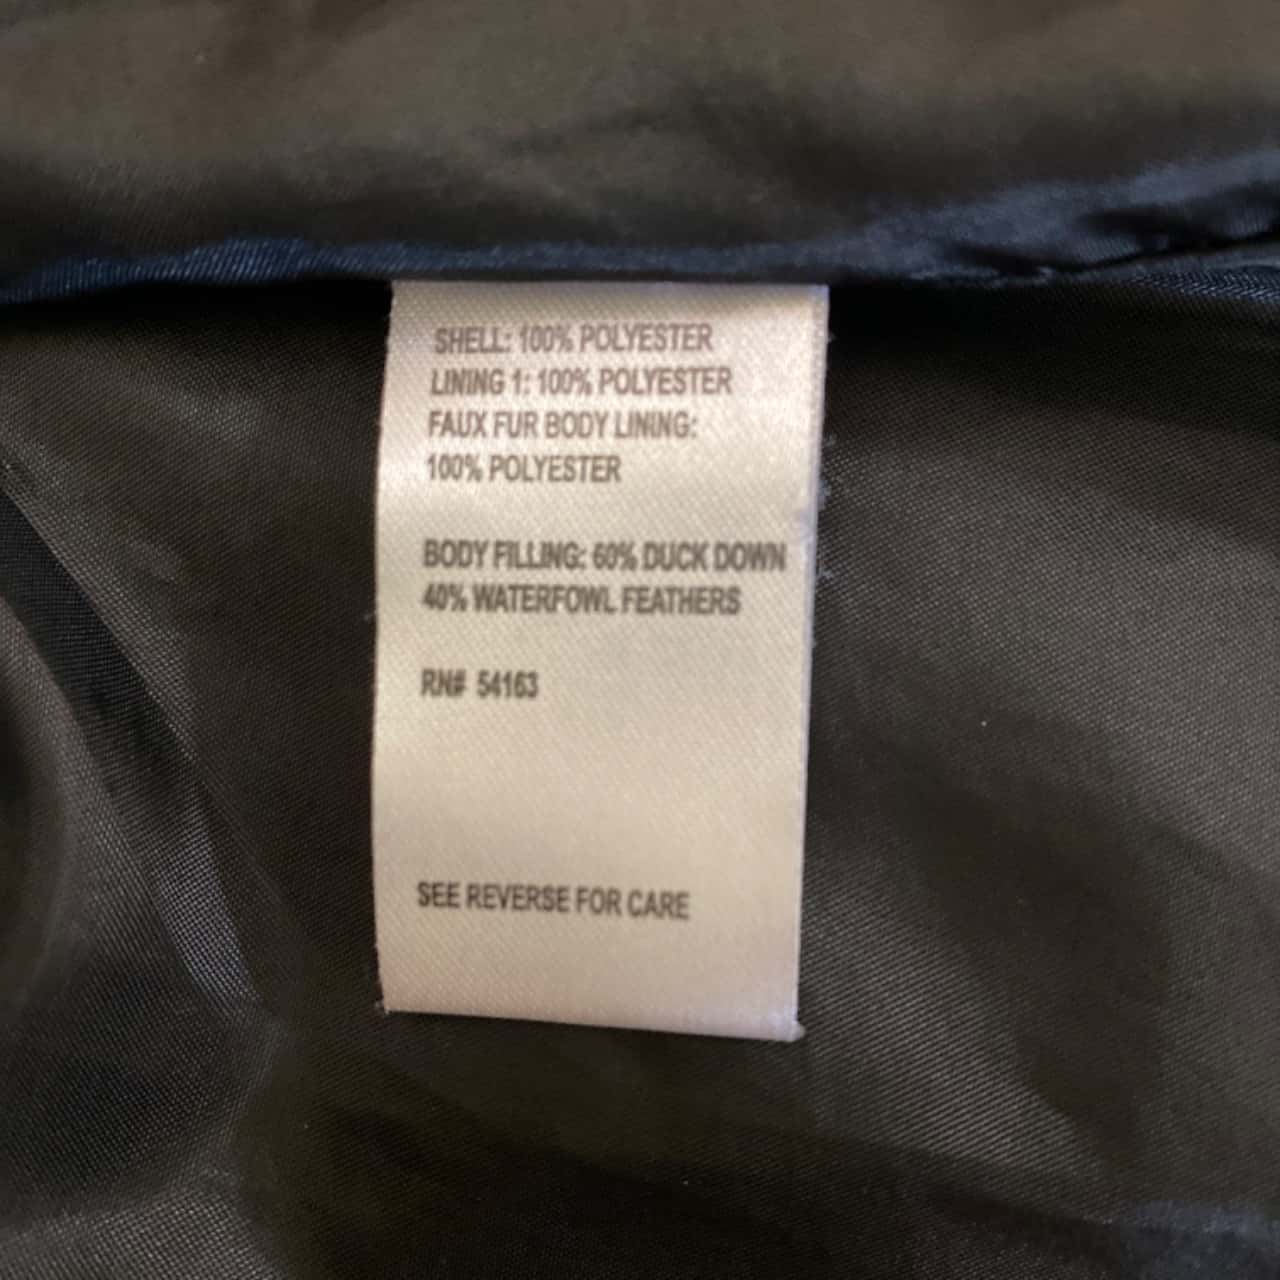 SHELL: 100% POLYESTER
LINING 1: 100% POLYESTER
FAUX FUR BODY LINING:
100% POLYESTER
BODY FILLING: 60% DUCK DOWN
40% WATERFOWL FEATHERS
RN# 54163
SEE REVERSE FOR CARE